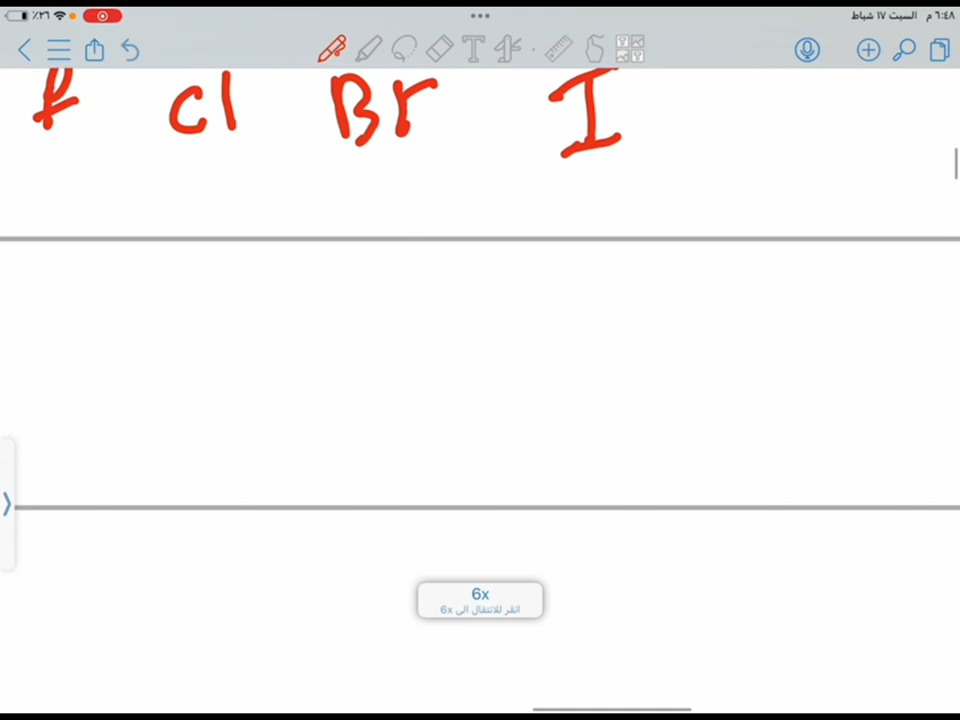 ٪٢٦ ٦:٤٨ م السبت ١٧ شباط
Cl Br I
6x
انقر للانتقال الى 6x